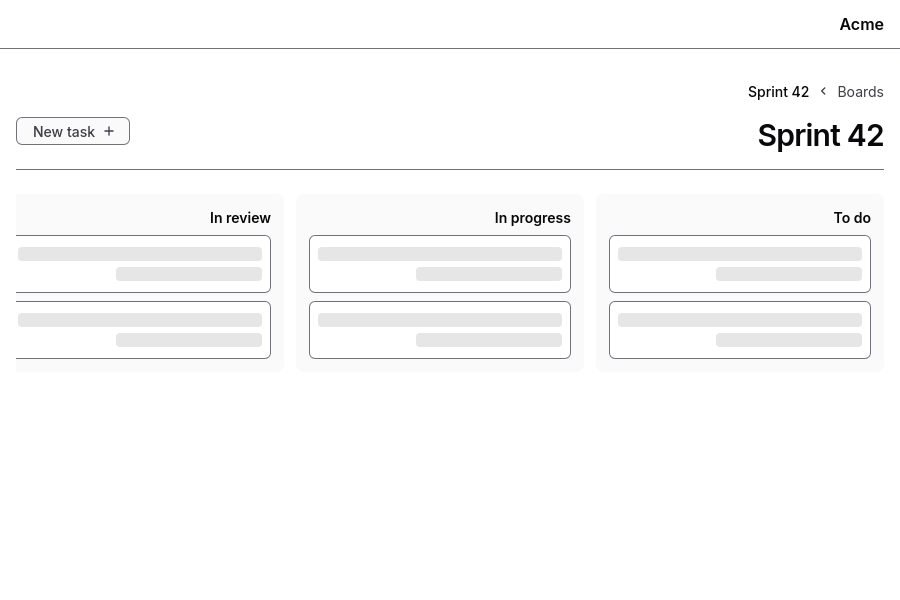 Acme
Boards
Sprint 42
Sprint 42
New task
To do
In progress
In review